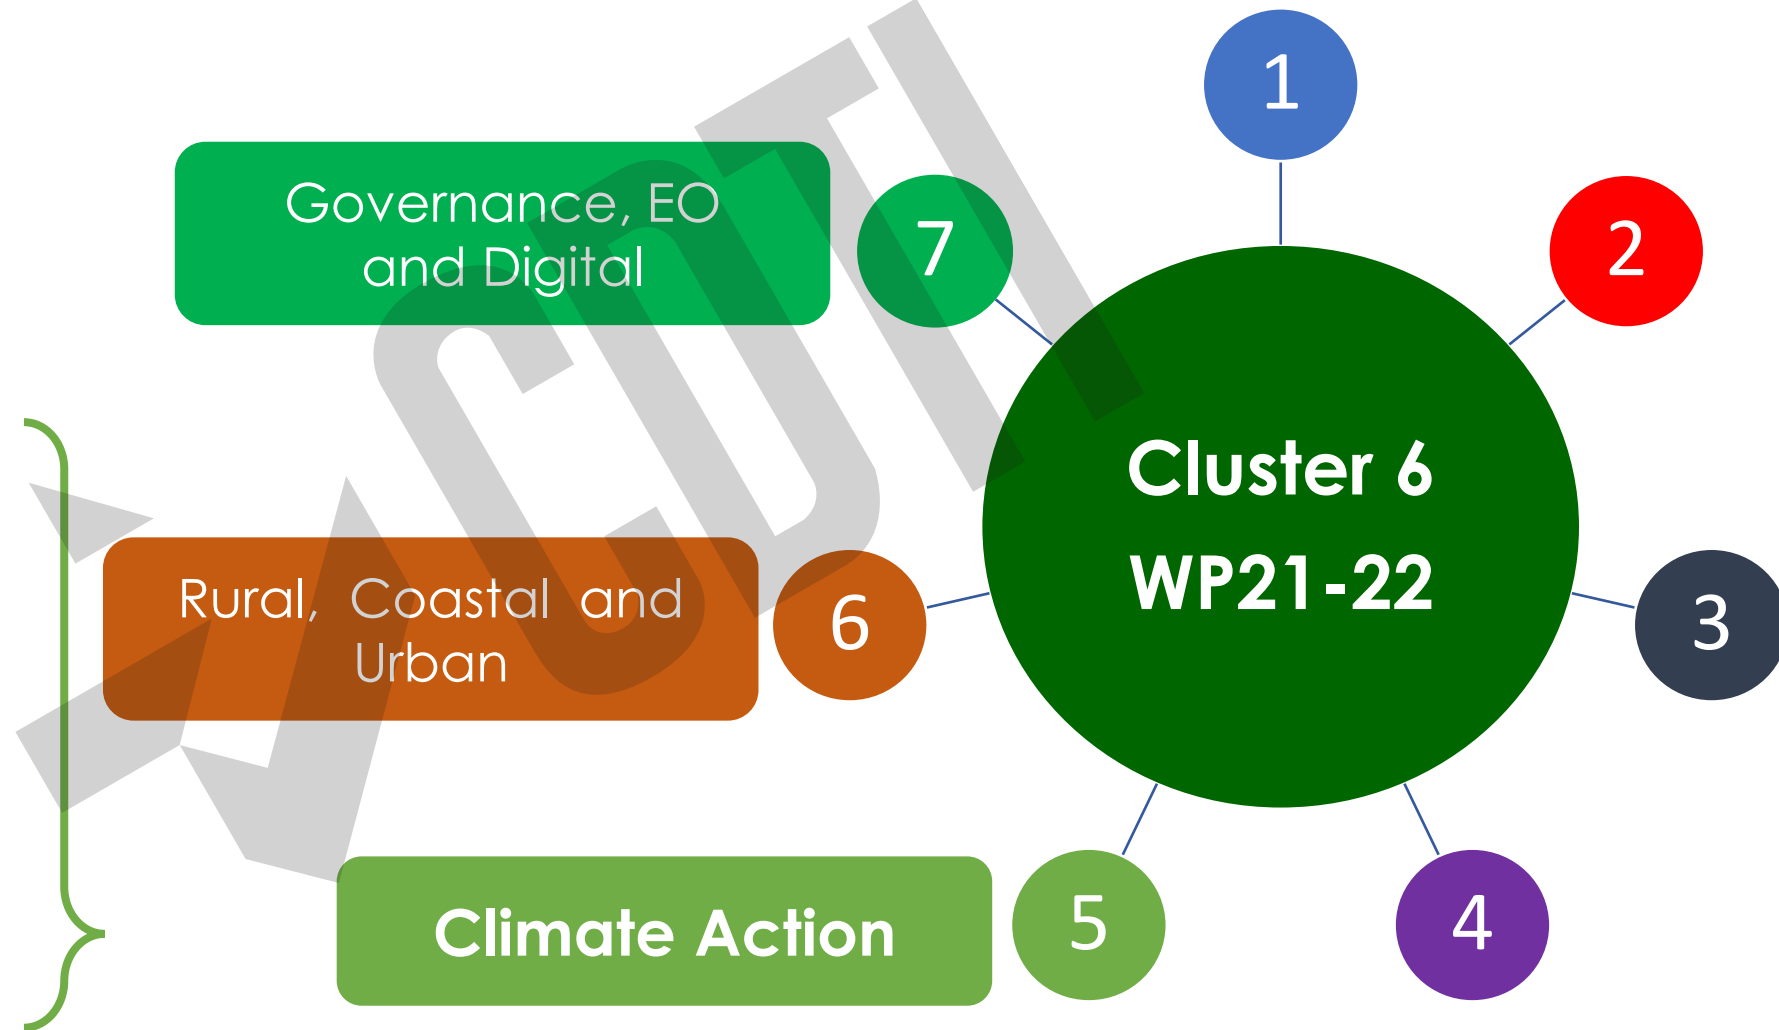 1
Governance, EO
and Digital
7
2
Cluster 6
WP21-22
Rural, Coastal and
Urban
6
3
Climate Action
5
4
CDTI